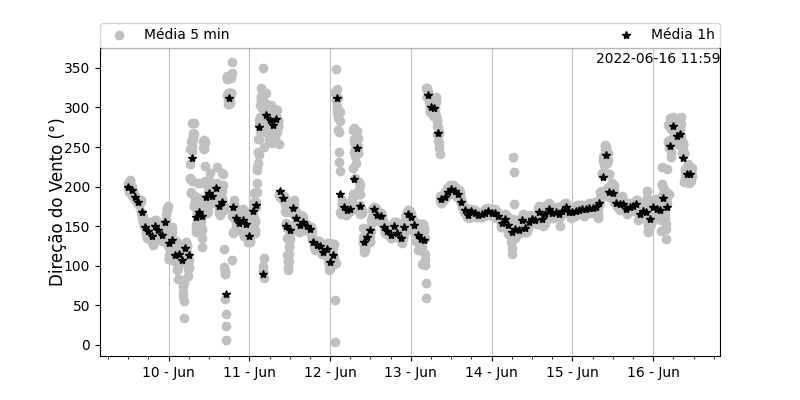 Média 5 min
Média 1h
2022-06-16 11:59
Direção do Vento (°)
350
300
250
200
150
100
50
0
10 - Jun
11 - Jun
12 - Jun
13 - Jun
14 - Jun
15 - Jun
16 - Jun